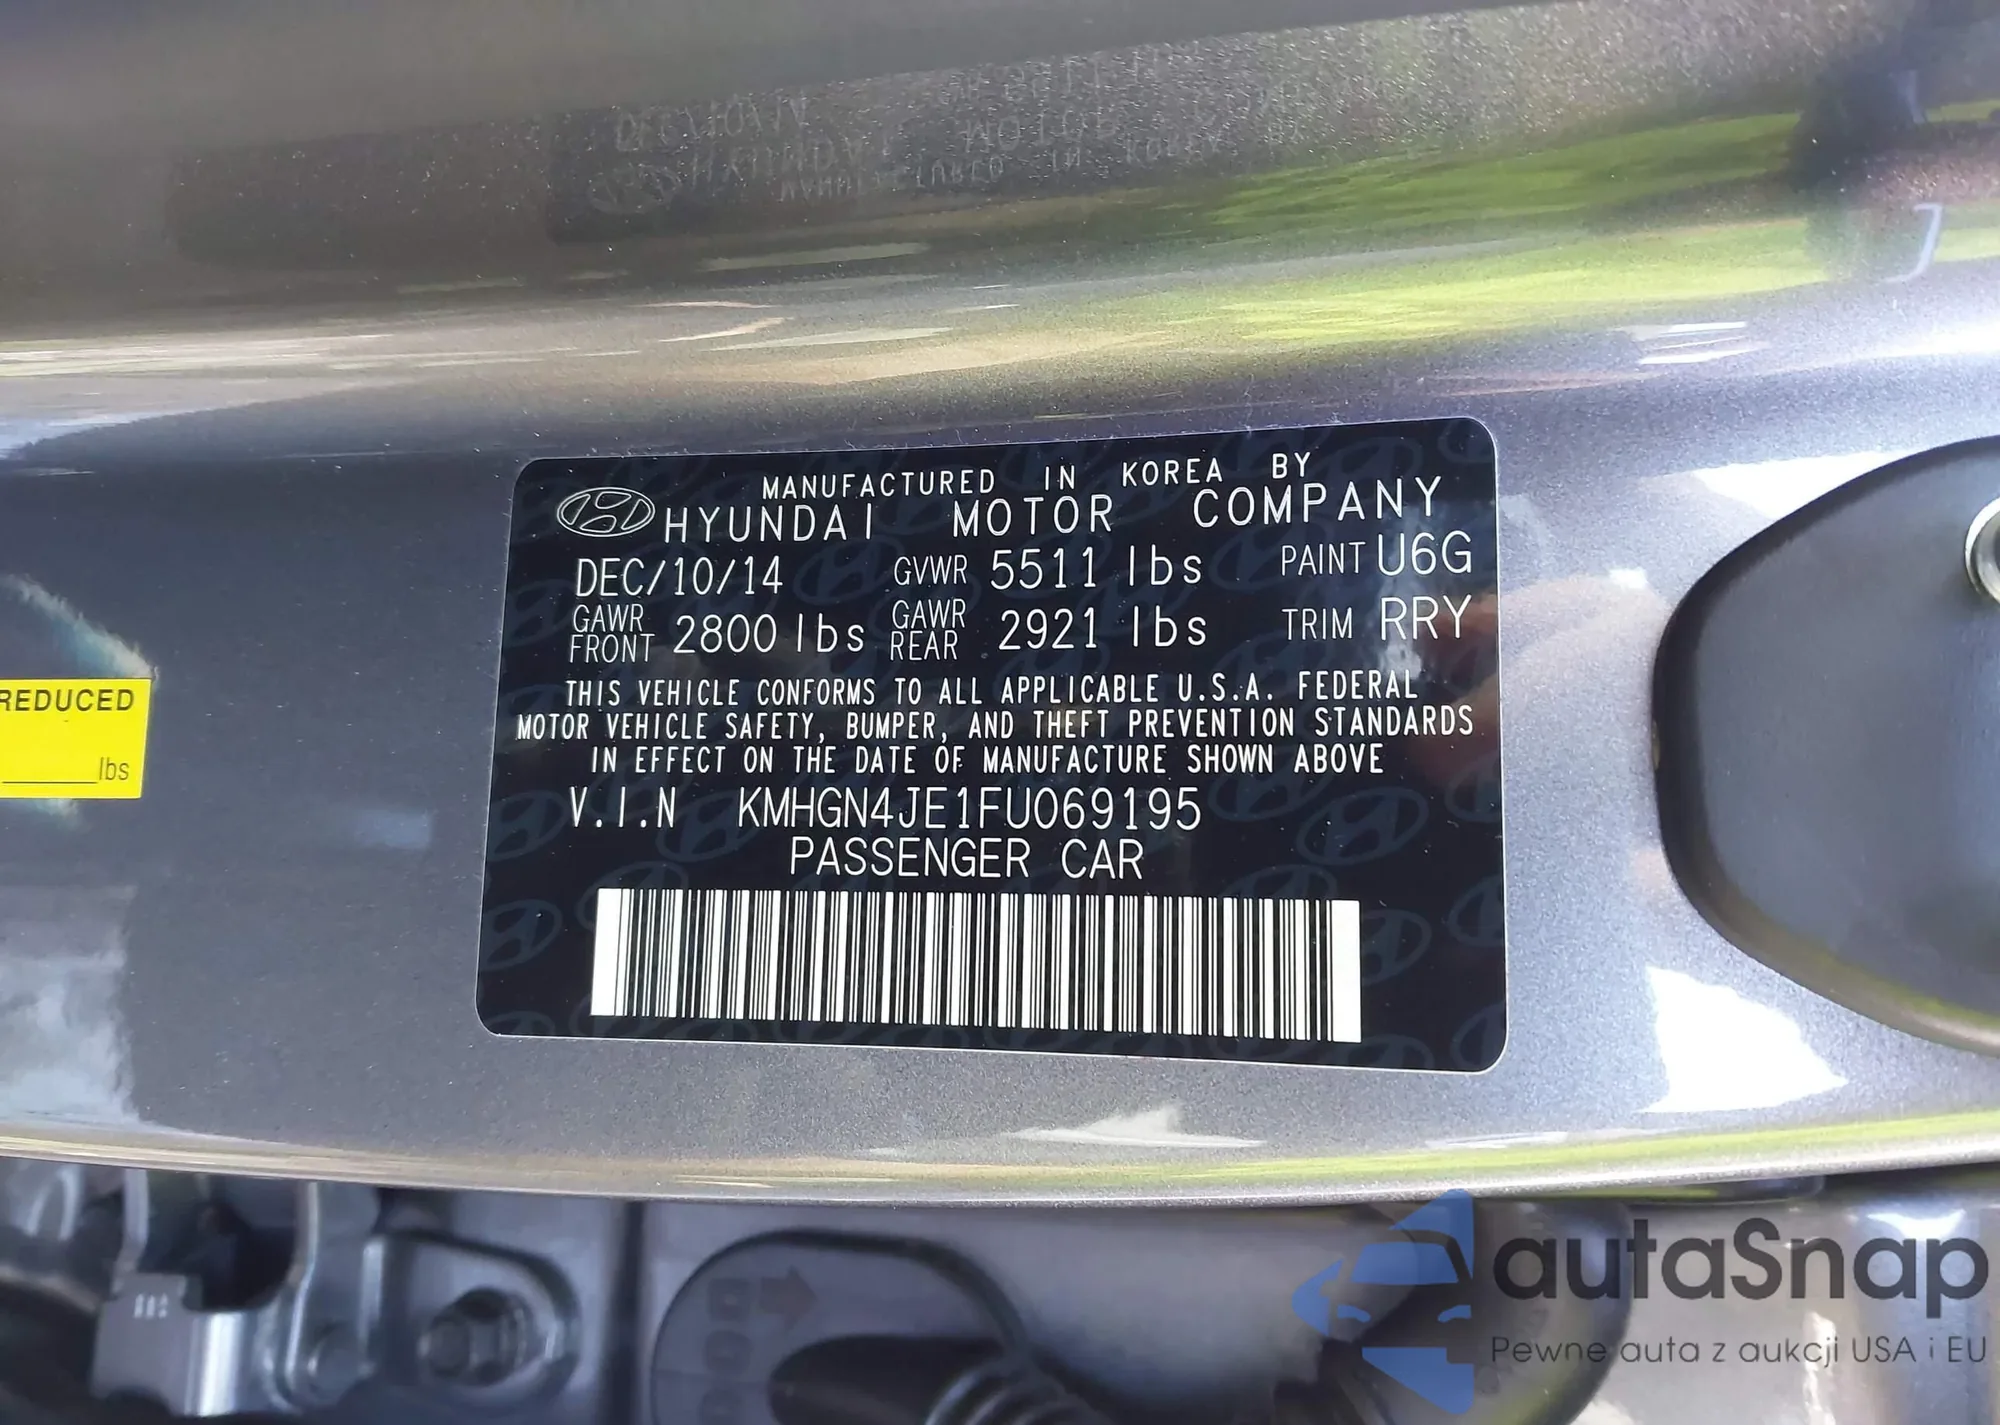 MANUFACTURED IN KOREA BY
HYUNDAI MOTOR COMPANY
DEC/10/14 GVWR 5511 lbs PAINT U6G
GAWR FRONT 2800 lbs GAWR REAR 2921 lbs TRIM RRY
THIS VEHICLE CONFORMS TO ALL APPLICABLE U.S.A. FEDERAL
MOTOR VEHICLE SAFETY, BUMPER, AND THEFT PREVENTION STANDARDS
IN EFFECT ON THE DATE OF MANUFACTURE SHOWN ABOVE
V.I.N KMHGN4JE1FU069195
PASSENGER CAR
REDUCED
lbs
DOOR
autaSnap
Pewne auta z aukcji USA i EU